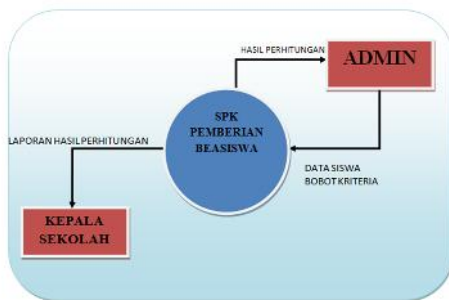 HASIL PERHITUNGAN
ADMIN
SPK
PEMBERIAN
BEASISWA
LAPORAN HASIL PERHITUNGAN
DATA SISWA
BOBOT KRITERIA
KEPALA
SEKOLAH